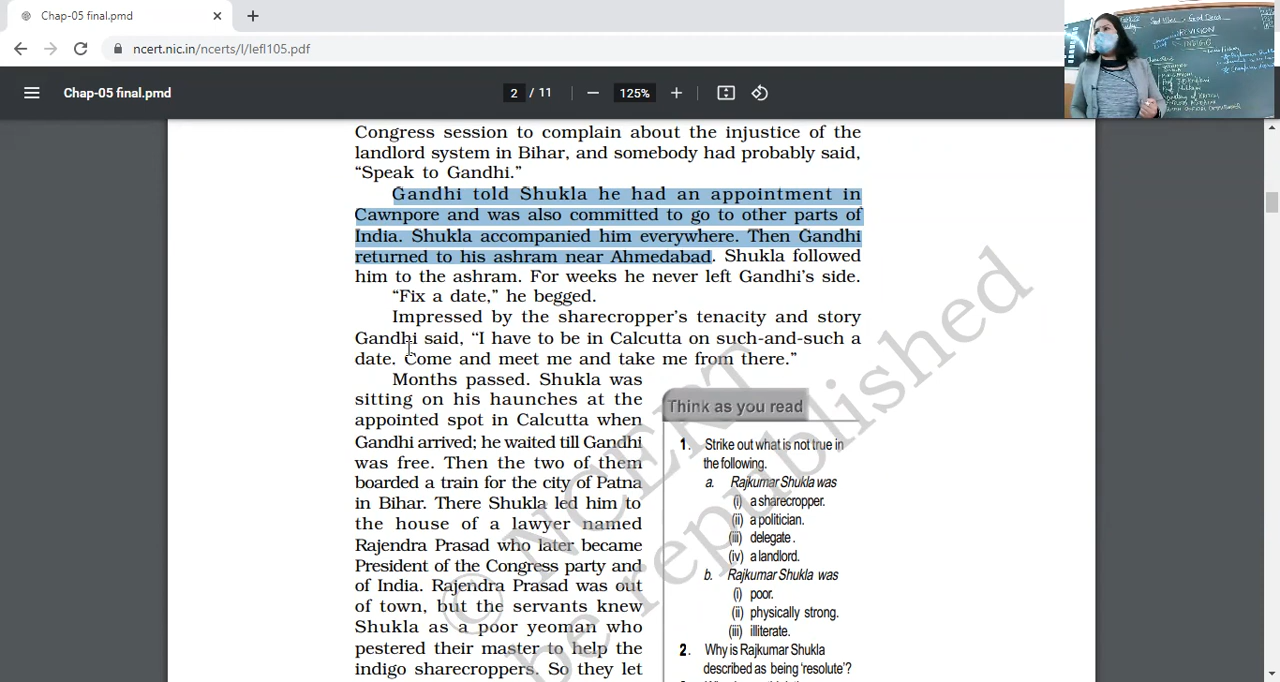 Chap-05 final.pmd
ncert.nic.in/ncerts/l/lefl105.pdf
Chap-05 final.pmd
2 / 11
125%
REVISION
INDIGO
Congress session to complain about the injustice of the
landlord system in Bihar, and somebody had probably said,
“Speak to Gandhi.”
Gandhi told Shukla he had an appointment in
Cawnpore and was also committed to go to other parts of
India. Shukla accompanied him everywhere. Then Gandhi
returned to his ashram near Ahmedabad. Shukla followed
him to the ashram. For weeks he never left Gandhi’s side.
“Fix a date,” he begged.
Impressed by the sharecropper’s tenacity and story
Gandhi said, “I have to be in Calcutta on such-and-such a
date. Come and meet me and take me from there.”
Months passed. Shukla was
sitting on his haunches at the
appointed spot in Calcutta when
Gandhi arrived; he waited till Gandhi
was free. Then the two of them
boarded a train for the city of Patna
in Bihar. There Shukla led him to
the house of a lawyer named
Rajendra Prasad who later became
President of the Congress party and
of India. Rajendra Prasad was out
of town, but the servants knew
Shukla as a poor yeoman who
pestered their master to help the
indigo sharecroppers. So they let
Think as you read
1. Strike out what is not true in
the following.
a. Rajkumar Shukla was
(i) a sharecropper.
(ii) a politician.
(iii) delegate.
(iv) a landlord.
b. Rajkumar Shukla was
(i) poor.
(ii) physically strong.
(iii) illiterate.
2. Why is Rajkumar Shukla
described as being ‘resolute’?
© NCERT
be republished